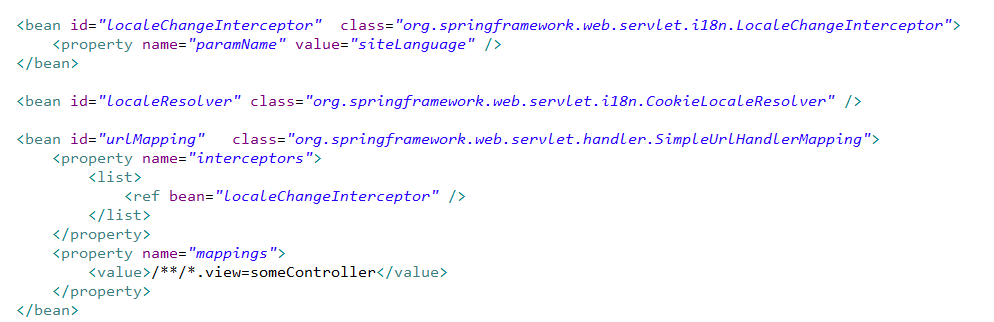 <bean id="localeChangeInterceptor"  class="org.springframework.web.servlet.i18n.LocaleChangeInterceptor">
    <property name="paramName" value="siteLanguage" />
</bean>

<bean id="localeResolver" class="org.springframework.web.servlet.i18n.CookieLocaleResolver" />

<bean id="urlMapping"   class="org.springframework.web.servlet.handler.SimpleUrlHandlerMapping">
    <property name="interceptors">
        <list>
            <ref bean="localeChangeInterceptor" />
        </list>
    </property>
    <property name="mappings">
        <value>/**/*.view=someController</value>
    </property>
</bean>